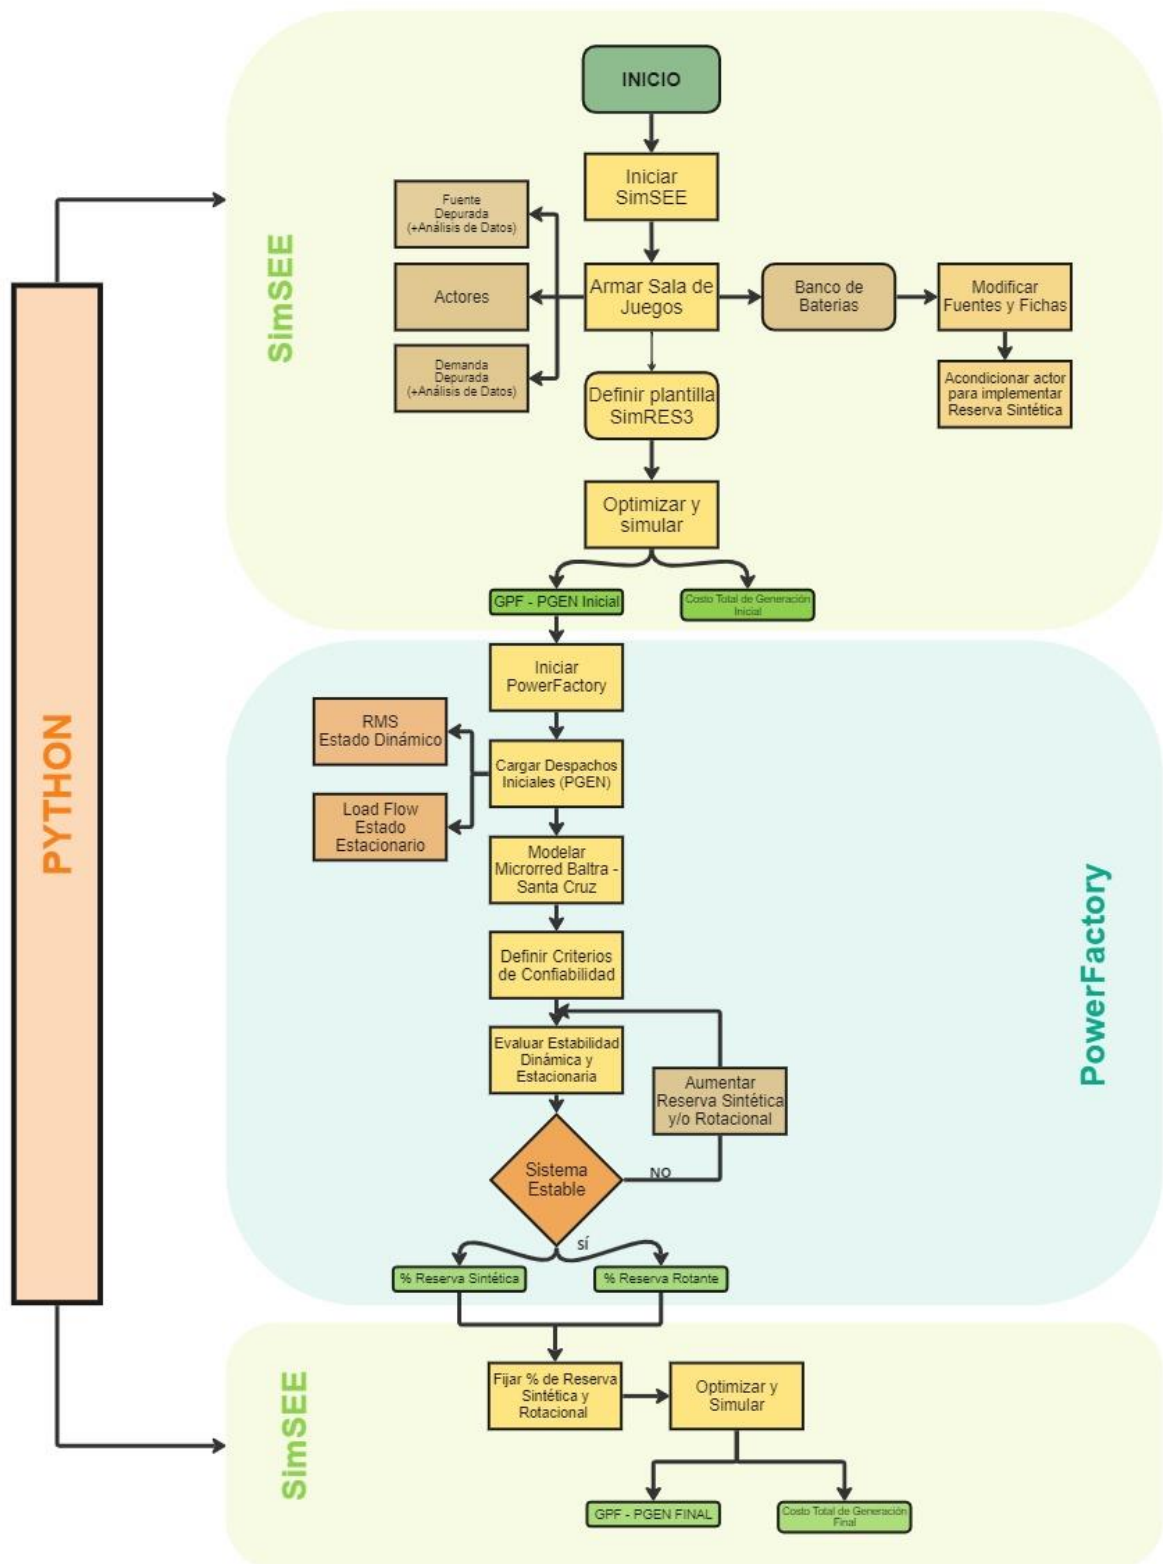 INICIO
Iniciar
SimSEE
Fuente
Depurada
(+Análisis de Datos)
Actores
Demanda
Depurada
(+Análisis de Datos)
Armar Sala de
Juegos
Banco de
Baterias
Modificar
Fuentes y Fichas
Acondicionar actor
para implementar
Reserva Sintética
Definir plantilla
SimRES3
Optimizar y
simular
GPF - PGEN Inicial
Costo Total de Generación
Inicial
SimSEE
PYTHON
Iniciar
PowerFactory
RMS
Estado Dinámico
Cargar Despachos
Iniciales (PGEN)
Load Flow
Estado
Estacionario
Modelar
Microrred Baltra -
Santa Cruz
Definir Criterios
de Confiabilidad
Evaluar Estabilidad
Dinámica y
Estacionaria
Aumentar
Reserva Sintética
y/o Rotacional
Sistema
Estable
NO
SÍ
% Reserva Sintética
% Reserva Rotante
PowerFactory
SimSEE
Fijar % de Reserva
Sintética y
Rotacional
Optimizar y
Simular
GPF - PGEN FINAL
Costo Total de Generación
Final